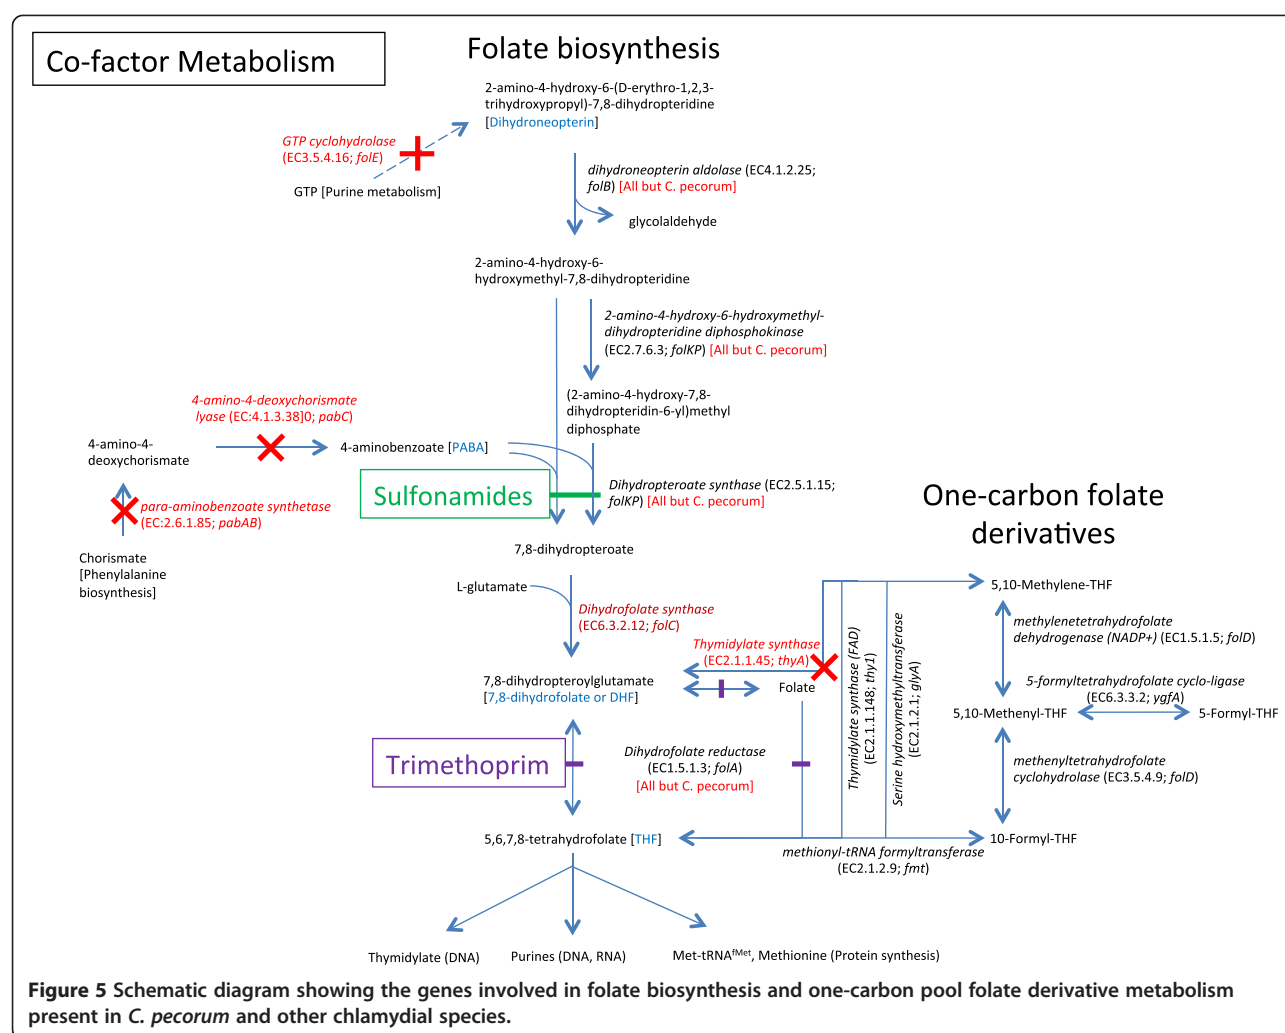 Co-factor Metabolism
Folate biosynthesis
2-amino-4-hydroxy-6-(D-erythro-1,2,3-
trihydroxypropyl)-7,8-dihydropteridine
[Dihydroneopterin]
GTP cyclohydrolase
(EC3.5.4.16; folE)
GTP [Purine metabolism]
dihydroneopterin aldolase (EC4.1.2.25;
folB) [All but C. pecorum]
glycolaldehyde
2-amino-4-hydroxy-6-
hydroxymethyl-7,8-dihydropteridine
2-amino-4-hydroxy-6-hydroxymethyl-
dihydropteridine diphosphokinase
(EC2.7.6.3; folKP) [All but C. pecorum]
(2-amino-4-hydroxy-7,8-
dihydropteridin-6-yl)methyl
diphosphate
4-amino-4-deoxychorismate
lyase (EC:4.1.3.38]0; pabC)
4-amino-4-
deoxychorismate
4-aminobenzoate [PABA]
para-aminobenzoate synthetase
(EC:2.6.1.85; pabAB)
Chorismate
[Phenylalanine
biosynthesis]
Sulfonamides
Dihydropteroate synthase (EC2.5.1.15;
folKP) [All but C. pecorum]
7,8-dihydropteroate
L-glutamate
Dihydrofolate synthase
(EC6.3.2.12; folC)
Thymidylate synthase
(EC2.1.1.45; thyA)
7,8-dihydropteroylglutamate
[7,8-dihydrofolate or DHF]
Folate
Trimethoprim
Dihydrofolate reductase
(EC1.5.1.3; folA)
[All but C. pecorum]
5,6,7,8-tetrahydrofolate [THF]
Thymidylate (DNA)
Purines (DNA, RNA)
Met-tRNAfMet, Methionine (Protein synthesis)
One-carbon folate
derivatives
5,10-Methylene-THF
Thymidylate synthase (FAD)
(EC2.1.1.148; thy1)
Serine hydroxymethyltransferase
(EC2.1.2.1; glyA)
methylenetetrahydrofolate
dehydrogenase (NADP+) (EC1.5.1.5; folD)
5-formyltetrahydrofolate cyclo-ligase
(EC6.3.3.2; ygfA)
5,10-Methenyl-THF
5-Formyl-THF
methenyltetrahydrofolate
cyclohydrolase (EC3.5.4.9; folD)
10-Formyl-THF
methionyl-tRNA formyltransferase
(EC2.1.2.9; fmt)
Figure 5 Schematic diagram showing the genes involved in folate biosynthesis and one-carbon pool folate derivative metabolism
present in C. pecorum and other chlamydial species.